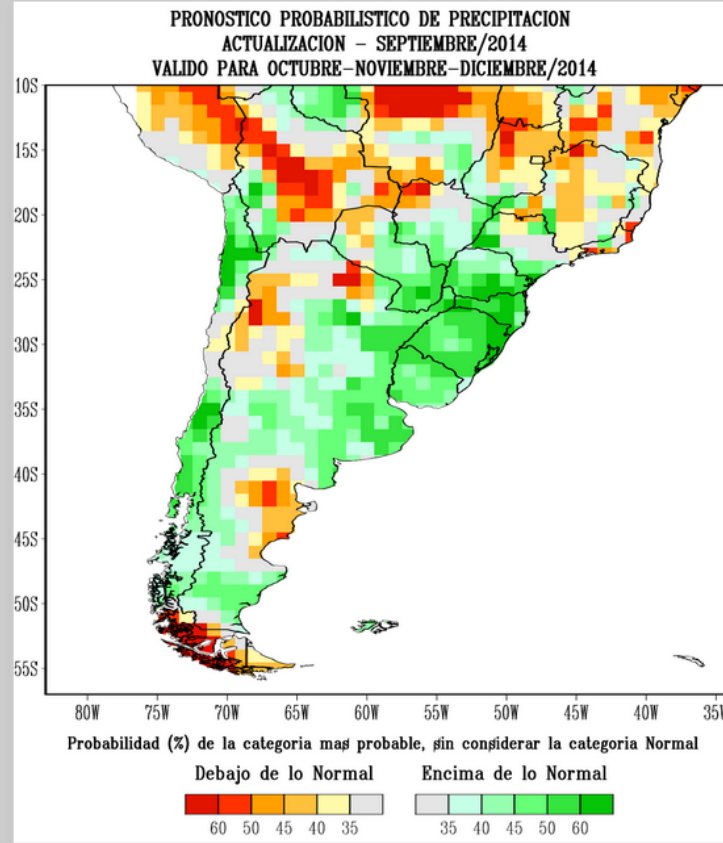 PRONOSTICO PROBABILISTICO DE PRECIPITACION
ACTUALIZACION - SEPTIEMBRE/2014
VALIDO PARA OCTUBRE-NOVIEMBRE-DICIEMBRE/2014
10S
15S
20S
25S
30S
35S
40S
45S
50S
55S
80W 75W 70W 65W 60W 55W 50W 45W 40W 35W
Probabilidad (%) de la categoria mas probable, sin considerar la categoria Normal
Debajo de lo Normal Encima de lo Normal
60 50 45 40 35 35 40 45 50 60